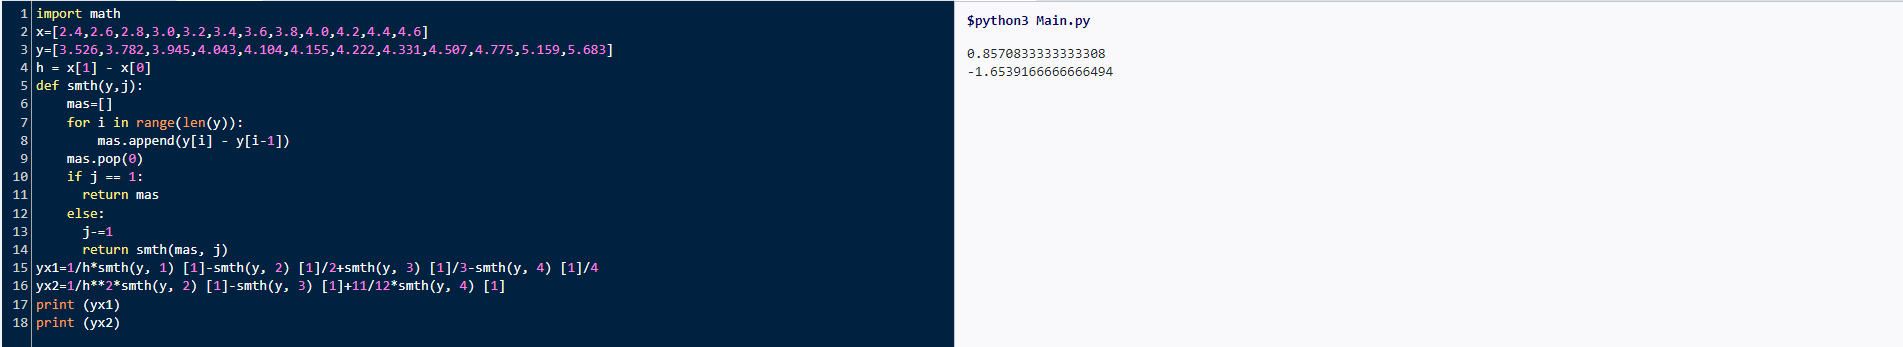 1 import math
2 x=[2.4,2.6,2.8,3.0,3.2,3.4,3.6,3.8,4.0,4.2,4.4,4.6]
3 y=[3.526,3.782,3.945,4.043,4.104,4.155,4.222,4.331,4.507,4.775,5.159,5.683]
4 h = x[1] - x[0]
5 def smth(y,j):
6     mas=[]
7     for i in range(len(y)):
8         mas.append(y[i] - y[i-1])
9     mas.pop(0)
10     if j == 1:
11       return mas
12     else:
13       j-=1
14       return smth(mas, j)
15 yx1=1/h*smth(y, 1) [1]-smth(y, 2) [1]/2+smth(y, 3) [1]/3-smth(y, 4) [1]/4
16 yx2=1/h**2*smth(y, 2) [1]-smth(y, 3) [1]+11/12*smth(y, 4) [1]
17 print (yx1)
18 print (yx2)
$python3 Main.py
0.8570833333333308
-1.6539166666666494